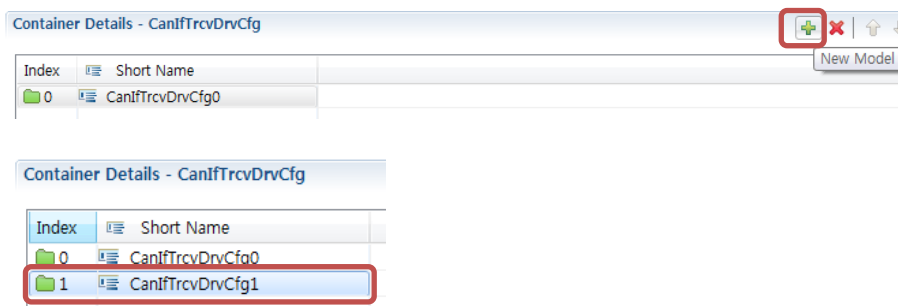 Container Details - CanIfTrcvDrvCfg
New Model
Index Short Name
0 CanIfTrcvDrvCfg0
Container Details - CanIfTrcvDrvCfg
Index Short Name
0 CanIfTrcvDrvCfg0
1 CanIfTrcvDrvCfg1